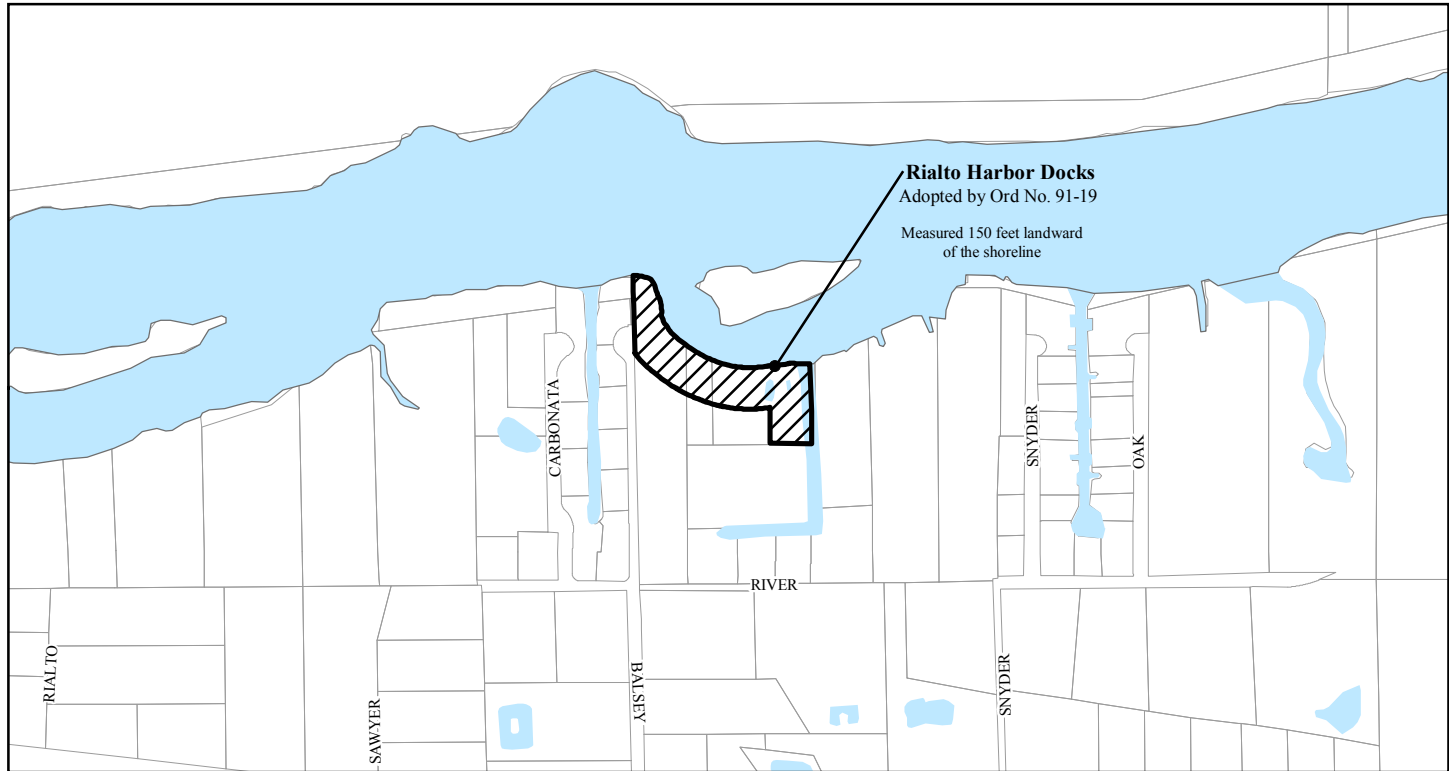 Rialto Harbor Docks
Adopted by Ord No. 91-19
Measured 150 feet landward
of the shoreline
CARBONATA
SNYDER
OAK
RIVER
RIALTO
SAWYER
BALSEY
SNYDER